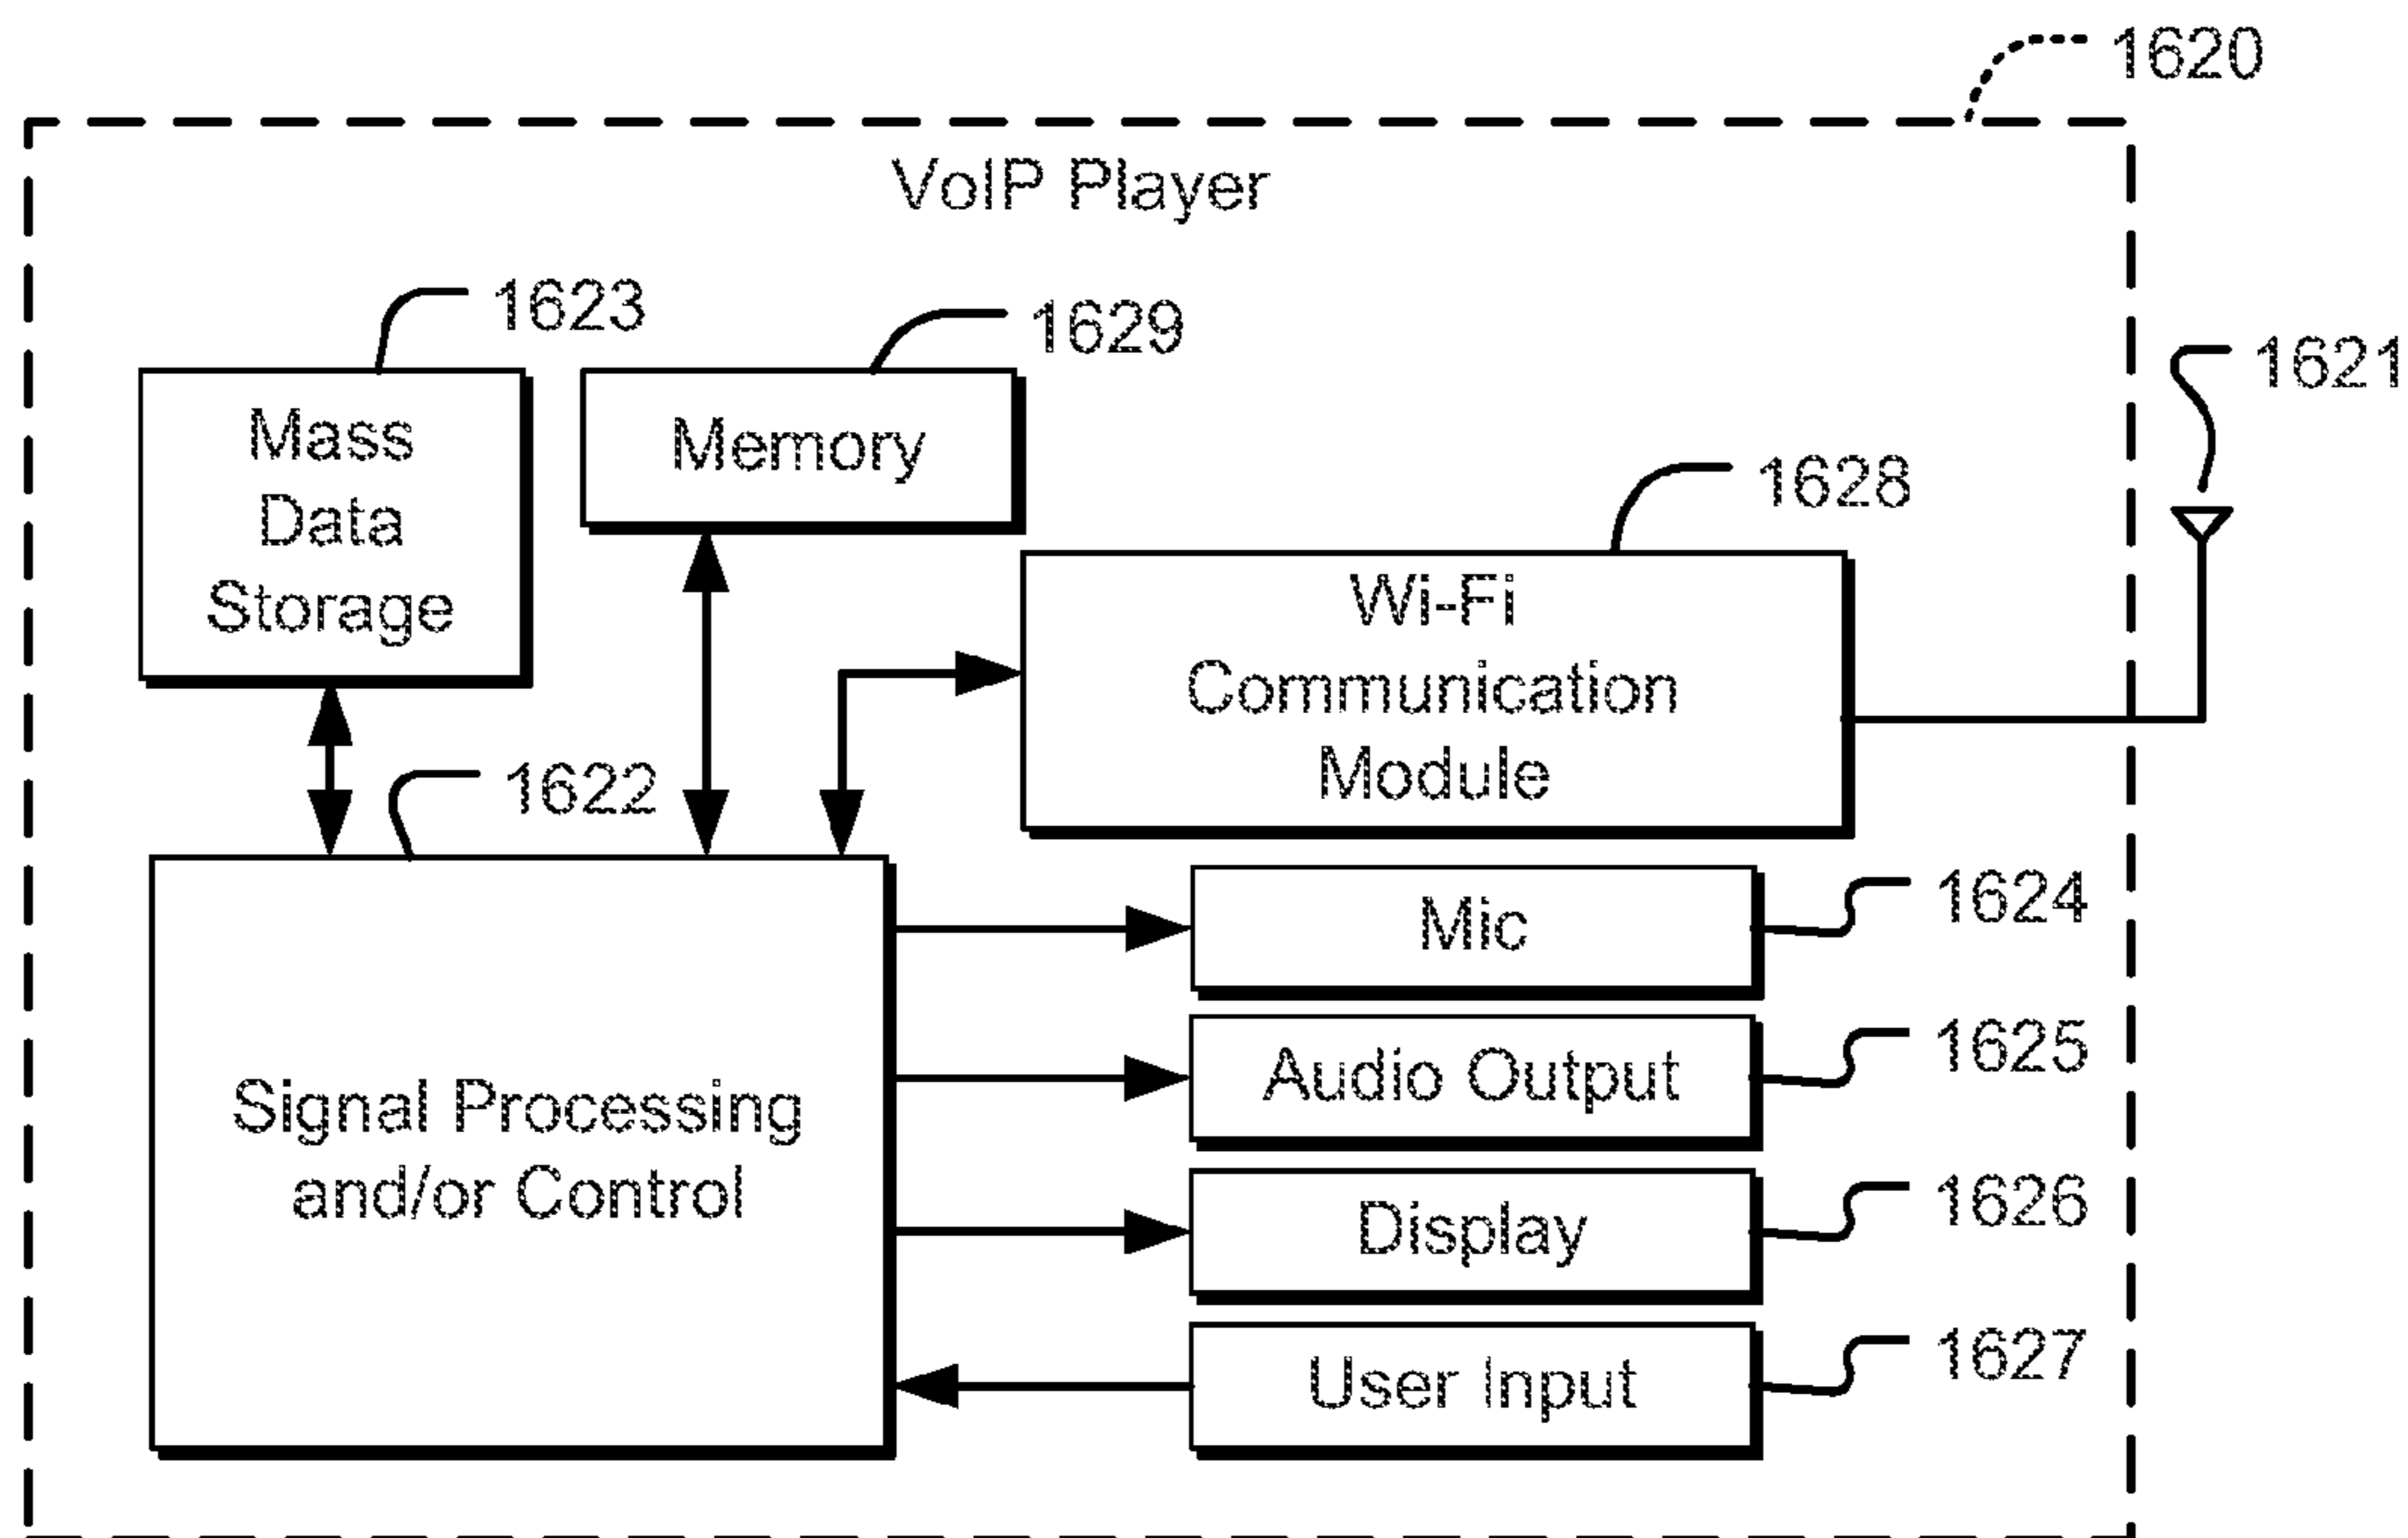 1620
VoIP Player
1623
1629
1621
Mass
Data
Storage
Memory
1628
Wi-Fi
Communication
Module
1622
Mic
1624
Signal Processing
and/or Control
Audio Output
1625
Display
1626
User Input
1627